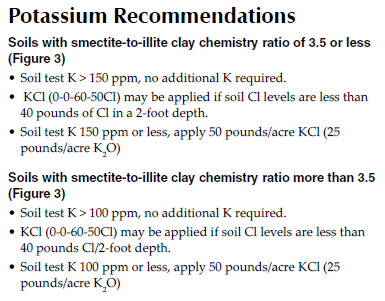 Potassium Recommendations
Soils with smectite-to-illite clay chemistry ratio of 3.5 or less
(Figure 3)
• Soil test K > 150 ppm, no additional K required.
• KCl (0-0-60-50Cl) may be applied if soil Cl levels are less than
40 pounds of Cl in a 2-foot depth.
• Soil test K 150 ppm or less, apply 50 pounds/acre KCl (25
pounds/acre K₂O)
Soils with smectite-to-illite clay chemistry ratio more than 3.5
(Figure 3)
• Soil test K > 100 ppm, no additional K required.
• KCl (0-0-60-50Cl) may be applied if soil Cl levels are less than
40 pounds Cl/2-foot depth.
• Soil test K 100 ppm or less, apply 50 pounds/acre KCl (25
pounds/acre K₂O)